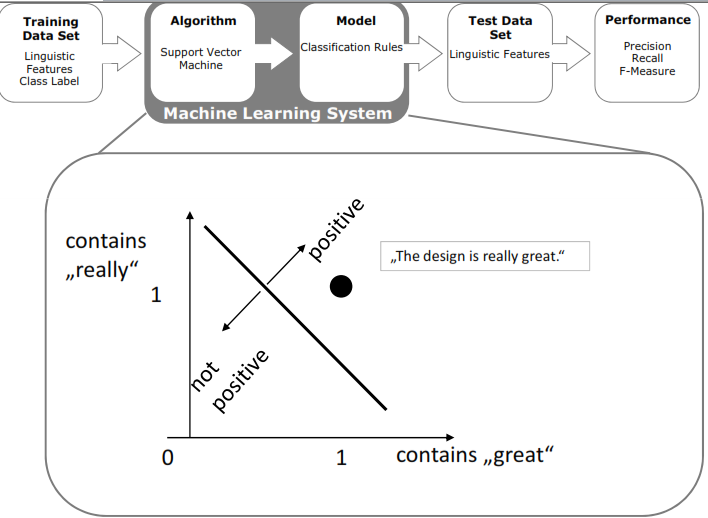 Training
Data Set
Linguistic
Features
Class Label
Algorithm
Support Vector
Machine
Model
Classification Rules
Test Data
Set
Linguistic Features
Performance
Precision
Recall
F-Measure
Machine Learning System
contains
„really“
1
positive
not
positive
„The design is really great.“
0
1
contains „great“